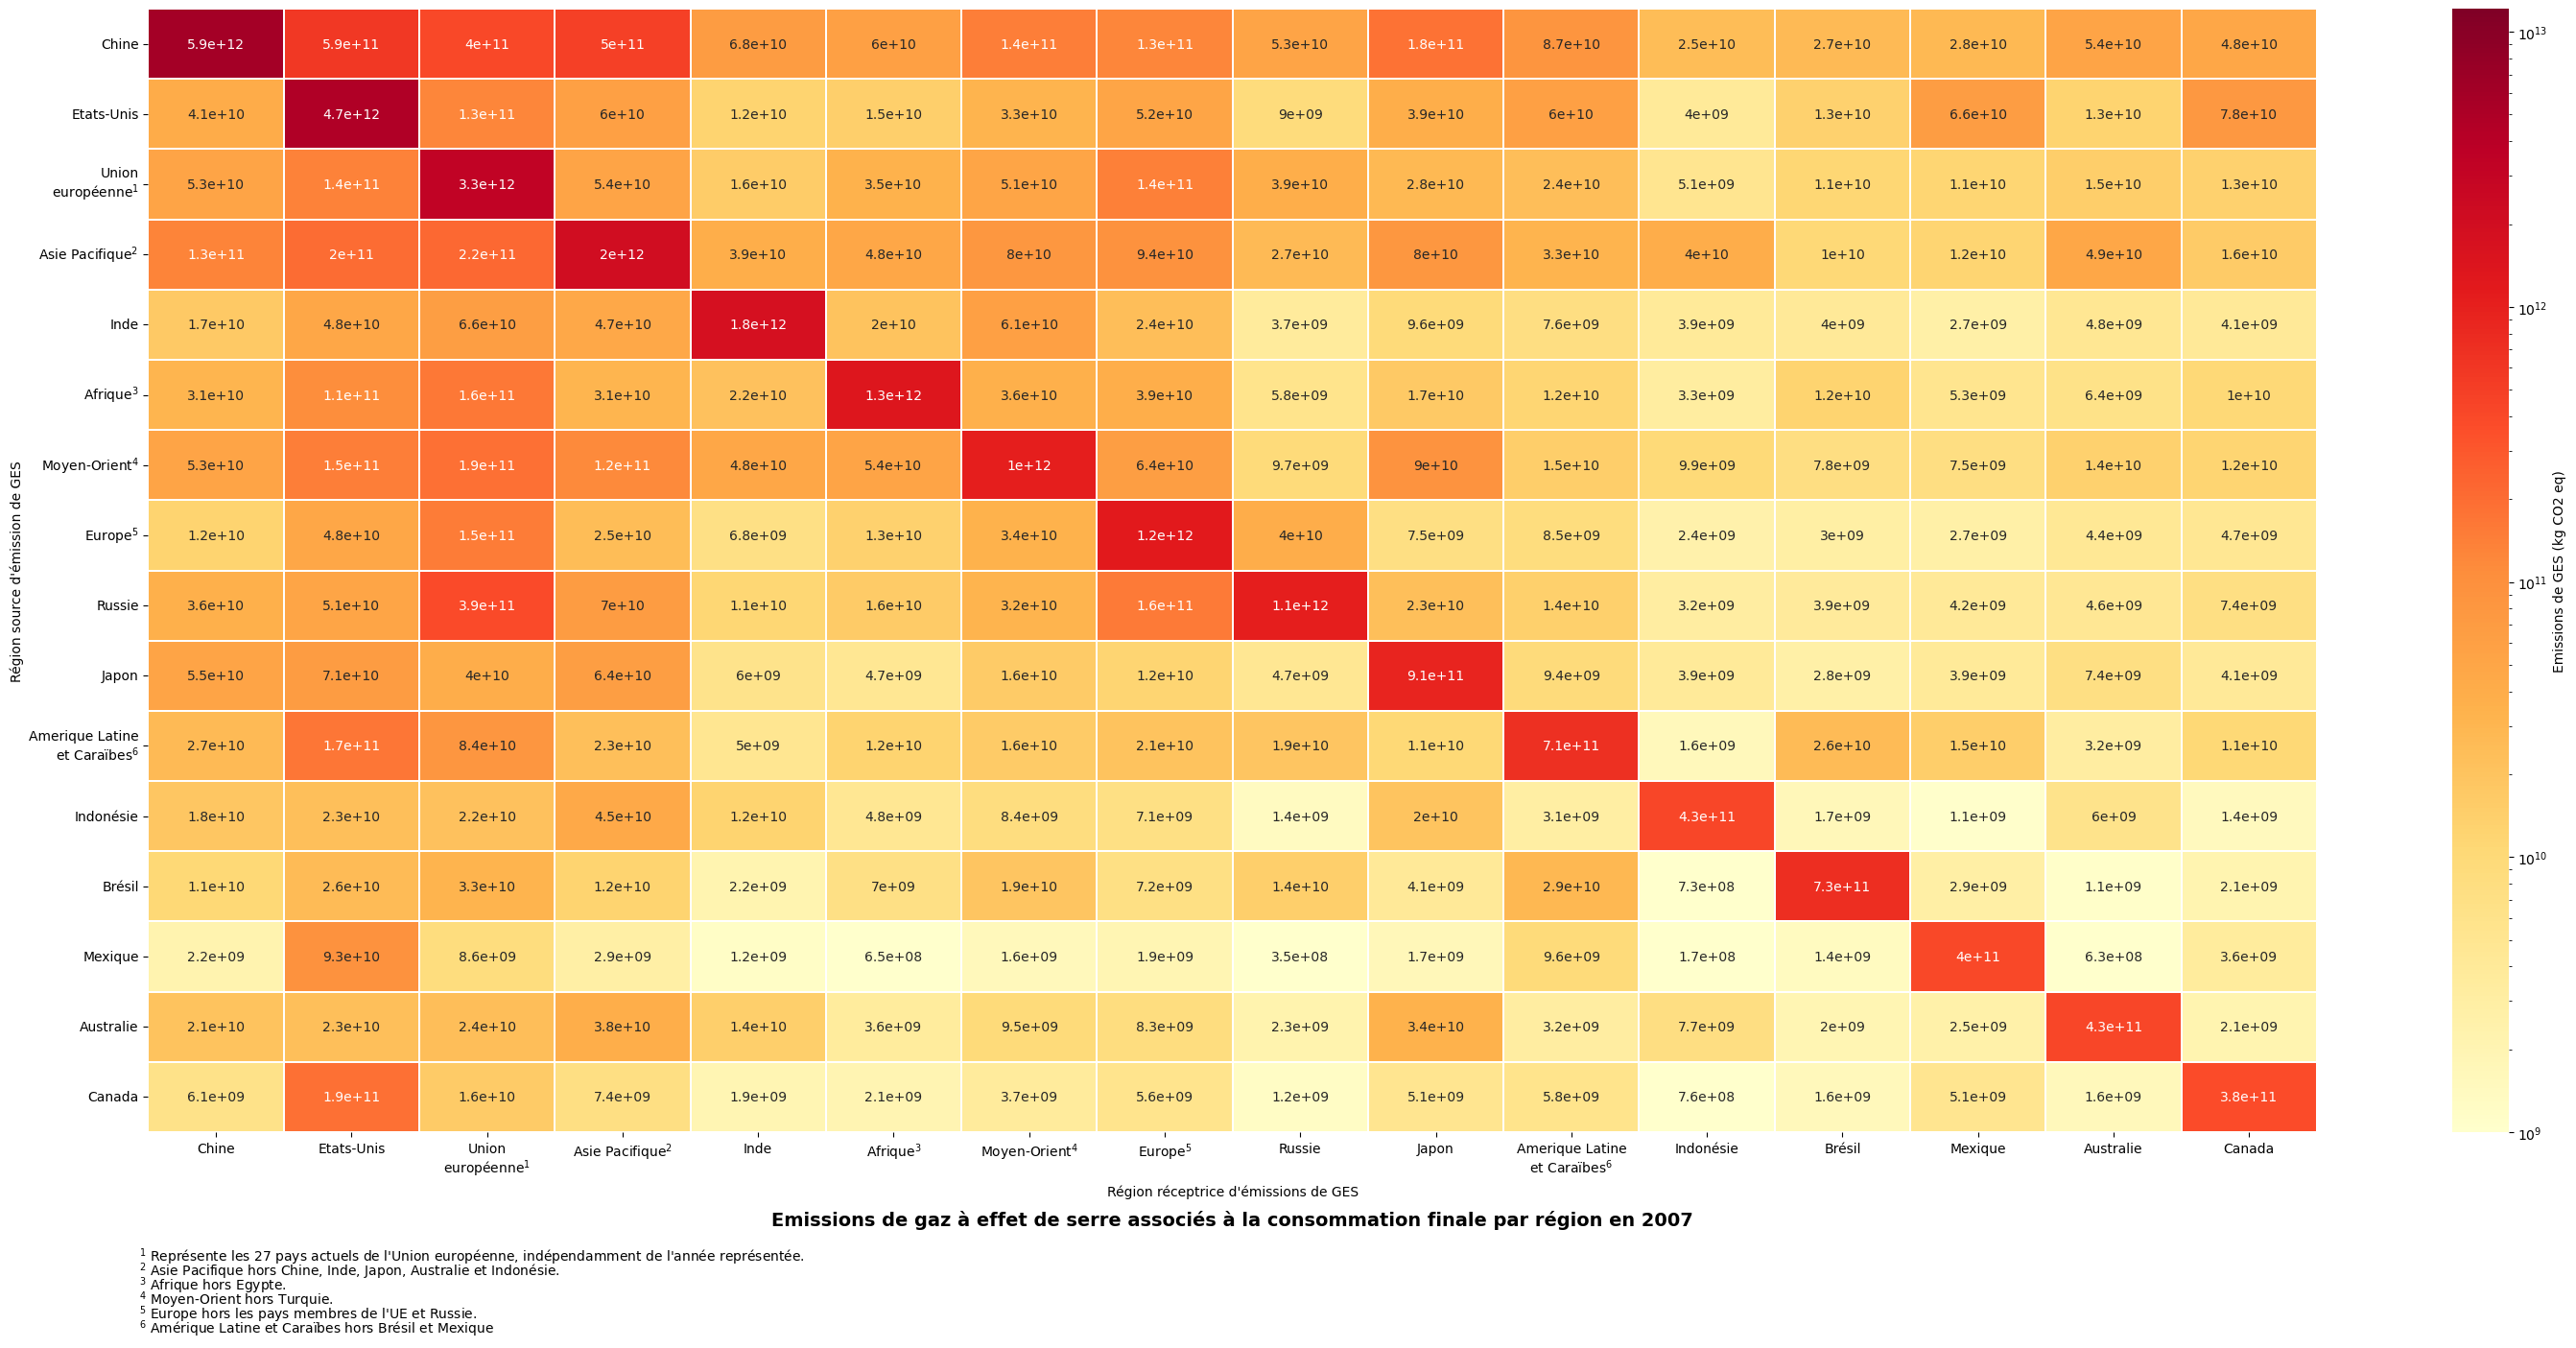 Chine 5.9e+12 5.9e+11 4e+11 5e+11 6.8e+10 6e+10 1.4e+11 1.3e+11 5.3e+10 1.8e+11 8.7e+10 2.5e+10 2.7e+10 2.8e+10 5.4e+10 4.8e+10
Etats-Unis 4.1e+10 4.7e+12 1.3e+11 6e+10 1.2e+10 1.5e+10 3.3e+10 5.2e+10 9e+09 3.9e+10 6e+10 4e+09 1.3e+10 6.6e+10 1.3e+10 7.8e+10
Union
européenne¹ 5.3e+10 1.4e+11 3.3e+12 5.4e+10 1.6e+10 3.5e+10 5.1e+10 1.4e+11 3.9e+10 2.8e+10 2.4e+10 5.1e+09 1.1e+10 1.1e+10 1.5e+10 1.3e+10
Asie Pacifique² 1.3e+11 2e+11 2.2e+11 2e+12 3.9e+10 4.8e+10 8e+10 9.4e+10 2.7e+10 8e+10 3.3e+10 4e+10 1e+10 1.2e+10 4.9e+10 1.6e+10
Inde 1.7e+10 4.8e+10 6.6e+10 4.7e+10 1.8e+12 2e+10 6.1e+10 2.4e+10 3.7e+09 9.6e+09 7.6e+09 3.9e+09 4e+09 2.7e+09 4.8e+09 4.1e+09
Afrique³ 3.1e+10 1.1e+11 1.6e+11 3.1e+10 2.2e+10 1.3e+12 3.6e+10 3.9e+10 5.8e+09 1.7e+10 1.2e+10 3.3e+09 1.2e+10 5.3e+09 6.4e+09 1e+10
Moyen-Orient⁴ 5.3e+10 1.5e+11 1.9e+11 1.2e+11 4.8e+10 5.4e+10 1e+12 6.4e+10 9.7e+09 9e+10 1.5e+10 9.9e+09 7.8e+09 7.5e+09 1.4e+10 1.2e+10
Europe⁵ 1.2e+10 4.8e+10 1.5e+11 2.5e+10 6.8e+09 1.3e+10 3.4e+10 1.2e+12 4e+10 7.5e+09 8.5e+09 2.4e+09 3e+09 2.7e+09 4.4e+09 4.7e+09
Russie 3.6e+10 5.1e+10 3.9e+11 7e+10 1.1e+10 1.6e+10 3.2e+10 1.6e+11 1.1e+12 2.3e+10 1.4e+10 3.2e+09 3.9e+09 4.2e+09 4.6e+09 7.4e+09
Japon 5.5e+10 7.1e+10 4e+10 6.4e+10 6e+09 4.7e+09 1.6e+10 1.2e+10 4.7e+09 9.1e+11 9.4e+09 3.9e+09 2.8e+09 3.9e+09 7.4e+09 4.1e+09
Amerique Latine
et Caraïbes⁶ 2.7e+10 1.7e+11 8.4e+10 2.3e+10 5e+09 1.2e+10 1.6e+10 2.1e+10 1.9e+10 1.1e+10 7.1e+11 1.6e+09 2.6e+10 1.5e+10 3.2e+09 1.1e+10
Indonésie 1.8e+10 2.3e+10 2.2e+10 4.5e+10 1.2e+10 4.8e+09 8.4e+09 7.1e+09 1.4e+09 2e+10 3.1e+09 4.3e+11 1.7e+09 1.1e+09 6e+09 1.4e+09
Brésil 1.1e+10 2.6e+10 3.3e+10 1.2e+10 2.2e+09 7e+09 1.9e+10 7.2e+09 1.4e+10 4.1e+09 2.9e+10 7.3e+08 7.3e+11 2.9e+09 1.1e+09 2.1e+09
Mexique 2.2e+09 9.3e+10 8.6e+09 2.9e+09 1.2e+09 6.5e+08 1.6e+09 1.9e+09 3.5e+08 1.7e+09 9.6e+09 1.7e+08 1.4e+09 4e+11 6.3e+08 3.6e+09
Australie 2.1e+10 2.3e+10 2.4e+10 3.8e+10 1.4e+10 3.6e+09 9.5e+09 8.3e+09 2.3e+09 3.4e+10 3.2e+09 7.7e+09 2e+09 2.5e+09 4.3e+11 2.1e+09
Canada 6.1e+09 1.9e+11 1.6e+10 7.4e+09 1.9e+09 2.1e+09 3.7e+09 5.6e+09 1.2e+09 5.1e+09 5.8e+09 7.6e+08 1.6e+09 5.1e+09 1.6e+09 3.8e+11
Région source d'émission de GES
Chine Etats-Unis Union Asie Pacifique² Inde Afrique³ Moyen-Orient⁴ Europe⁵ Russie Japon Amerique Latine Indonésie Brésil Mexique Australie Canada
européenne¹ et Caraïbes⁶
Région réceptrice d'émissions de GES
10¹³
10¹²
10¹¹
10¹⁰
10⁹
Emissions de GES (kg CO2 eq)
Emissions de gaz à effet de serre associés à la consommation finale par région en 2007
¹ Représente les 27 pays actuels de l'Union européenne, indépendamment de l'année représentée.
² Asie Pacifique hors Chine, Inde, Japon, Australie et Indonésie.
³ Afrique hors Egypte.
⁴ Moyen-Orient hors Turquie.
⁵ Europe hors les pays membres de l'UE et Russie.
⁶ Amérique Latine et Caraïbes hors Brésil et Mexique